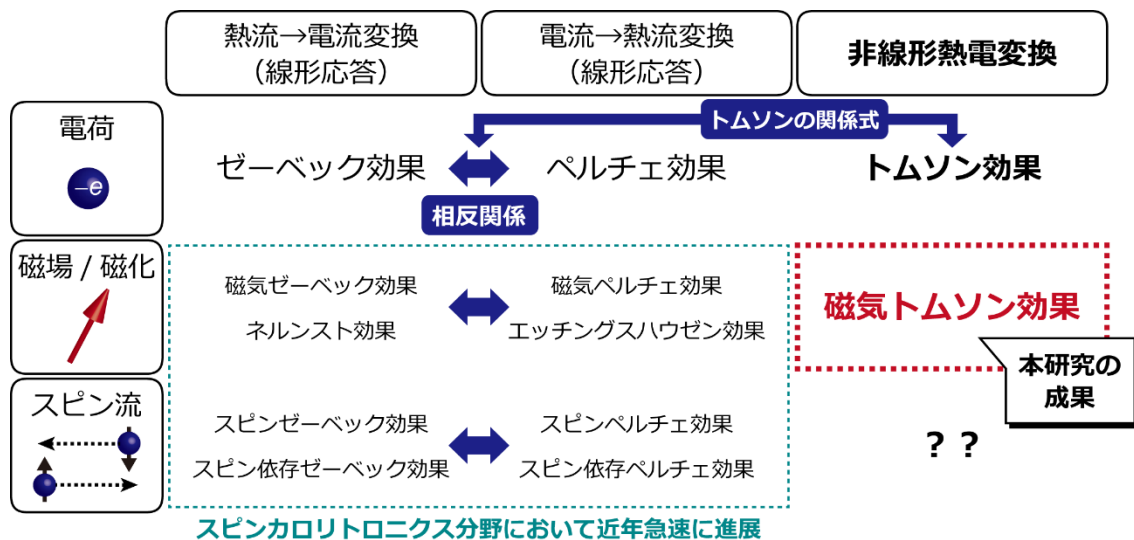 熱流→電流変換
(線形応答)
電流→熱流変換
(線形応答)
非線形熱電変換
電荷
−e
トムソンの関係式
ゼーベック効果
ペルチェ効果
トムソン効果
相反関係
磁場 / 磁化
磁気ゼーベック効果
磁気ペルチェ効果
ネルンスト効果
エッチングスハウゼン効果
磁気トムソン効果
本研究の
成果
スピン流
スピンゼーベック効果
スピンペルチェ効果
スピン依存ゼーベック効果
スピン依存ペルチェ効果
? ?
スピンカロリトロニクス分野において近年急速に進展